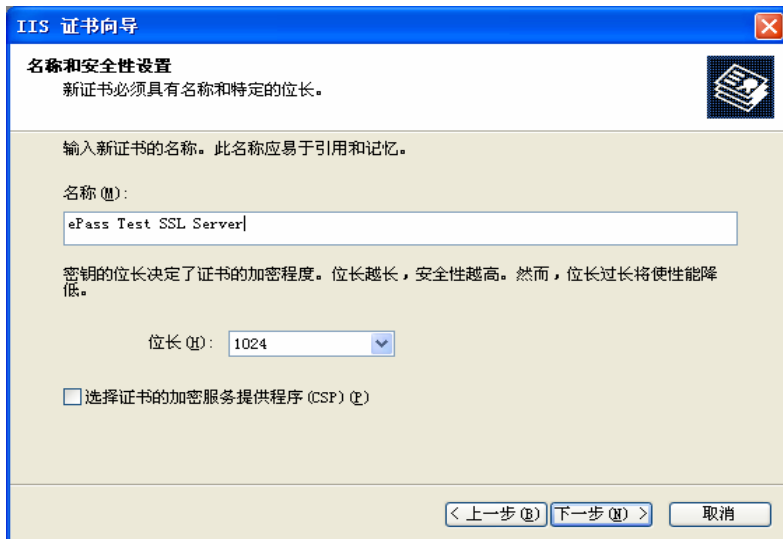 IIS 证书向导
名称和安全性设置
新证书必须具有名称和特定的位长。
输入新证书的名称。此名称应易于引用和记忆。
名称(M):
ePass Test SSL Server
密钥的位长决定了证书的加密程度。位长越长，安全性越高。然而，位长过长将使性能降
低。
位长(H): 1024
选择证书的加密服务提供程序(CSP)(P)
< 上一步(B) 下一步(N) > 取消